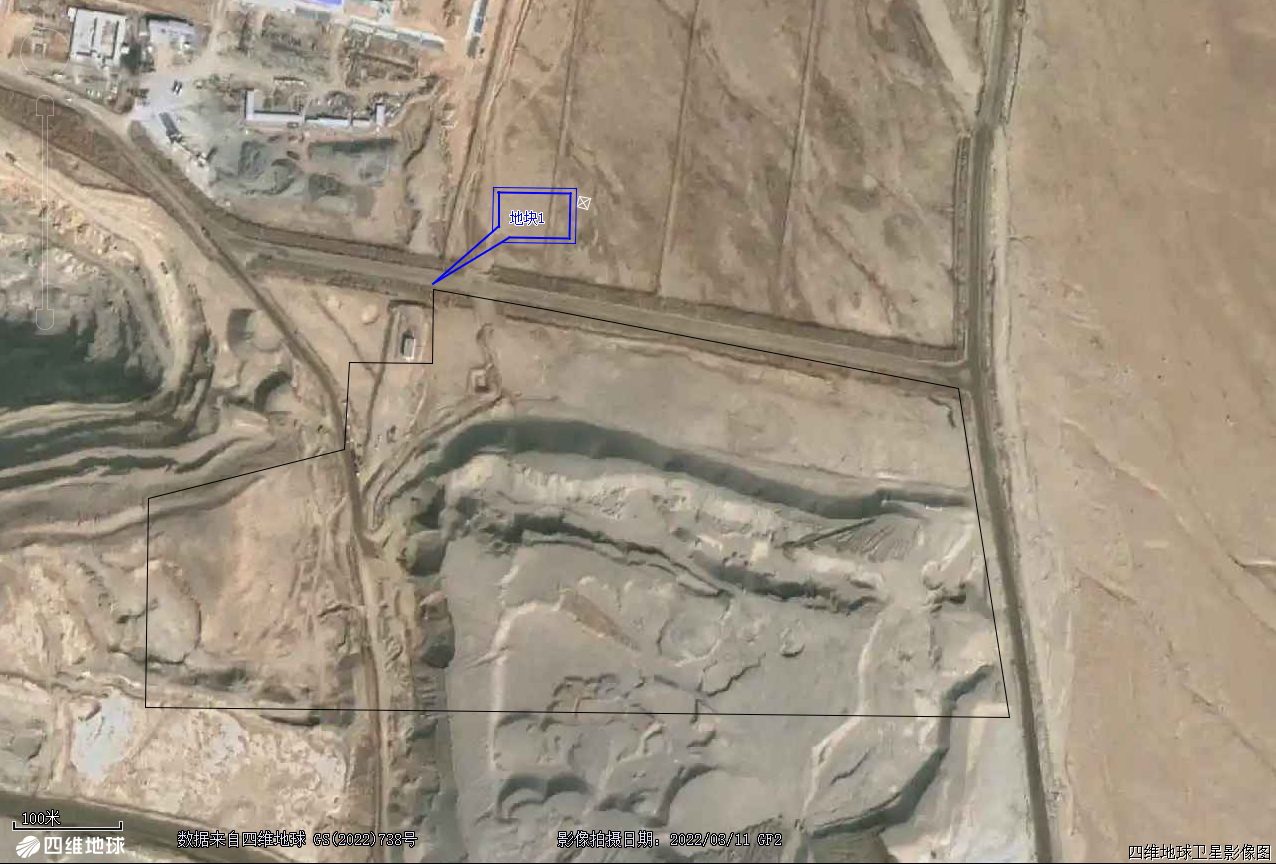 地块1
100米
四维地球
数据来自四维地球 GS(2022)738号
影像拍摄日期: 2022/03/11 GF2
四维地球卫星影像图